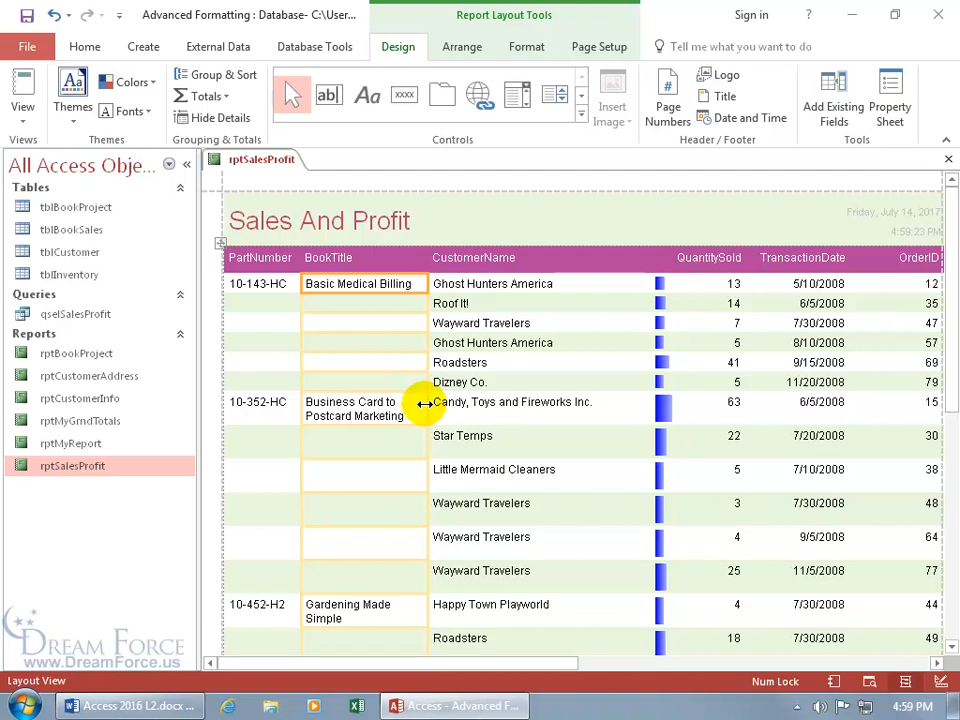 Advanced Formatting : Database- C:\User...
Report Layout Tools
Sign in
?
File
Home
Create
External Data
Database Tools
Design
Arrange
Format
Page Setup
Tell me what you want to do
View
Themes
Colors
Fonts
Group & Sort
Totals
Hide Details
ab
Aa
xxxx
Insert Image
Page Numbers
Logo
Title
Date and Time
Add Existing Fields
Property Sheet
Views
Themes
Grouping & Totals
Controls
Header / Footer
Tools
All Access Obje...
rptSalesProfit
Tables
tblBookProject
tblBookSales
tblCustomer
tblInventory
Queries
qselSalesProfit
Reports
rptBookProject
rptCustomerAddress
rptCustomerInfo
rptMyGrndTotals
rptMyReport
rptSalesProfit
Sales And Profit
Friday, July 14, 2017
4:59:23 PM
PartNumber BookTitle CustomerName QuantitySold TransactionDate OrderID
10-143-HC Basic Medical Billing Ghost Hunters America 13 5/10/2008 12
Roof It! 14 6/5/2008 35
Wayward Travelers 7 7/30/2008 47
Ghost Hunters America 5 8/10/2008 57
Roadsters 41 9/15/2008 69
Dizney Co. 5 11/20/2008 79
10-352-HC Business Card to Candy, Toys and Fireworks Inc. 63 6/5/2008 15
Postcard Marketing
Star Temps 22 7/20/2008 30
Little Mermaid Cleaners 5 7/10/2008 38
Wayward Travelers 3 7/30/2008 48
Wayward Travelers 4 9/5/2008 64
Wayward Travelers 25 11/5/2008 77
10-452-H2 Gardening Made Happy Town Playworld 4 7/30/2008 44
Simple
Roadsters 18 7/30/2008 49
DREAM FORCE
www.DreamForce.us
Layout View
Num Lock
Access 2016 L2.docx ...
Access - Advanced F...
4:59 PM